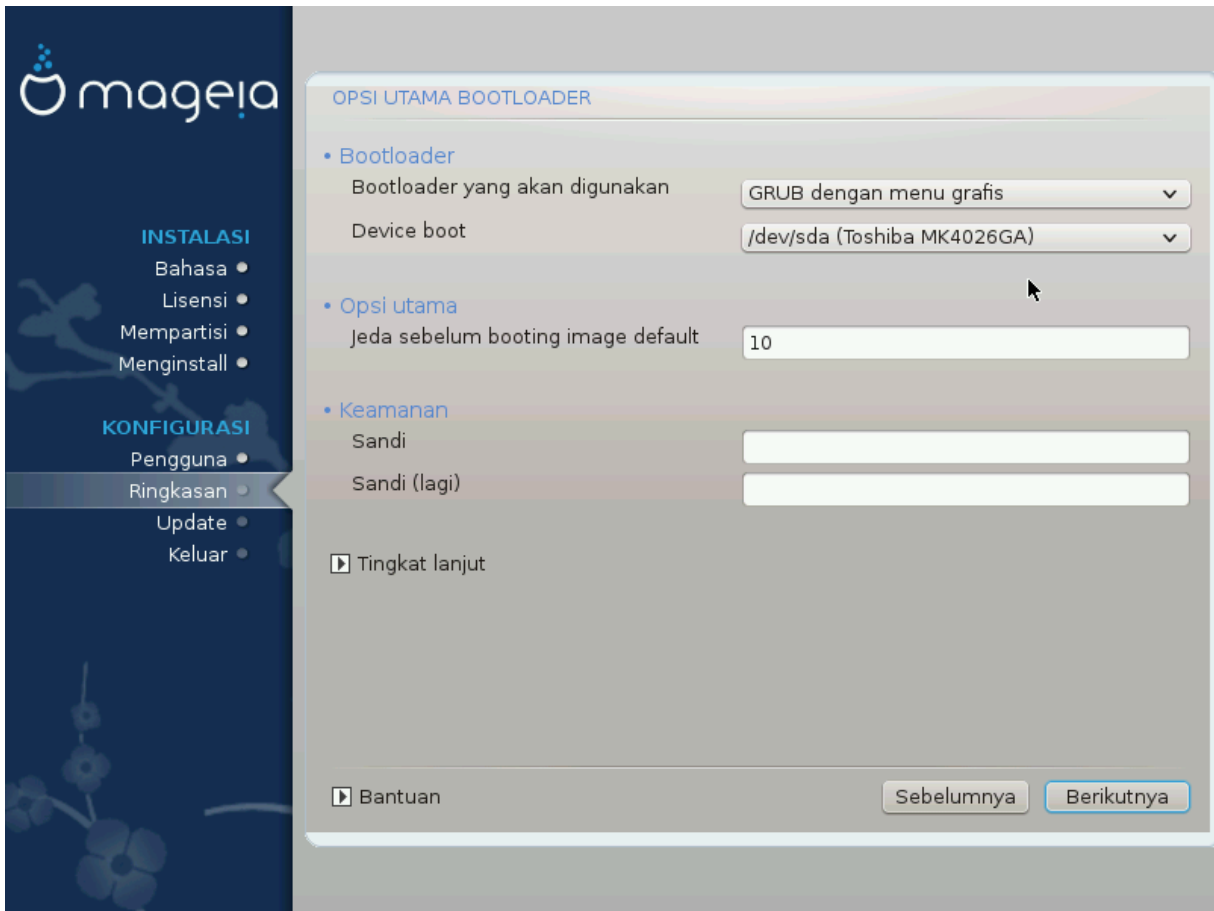 mageia
INSTALASI
Bahasa
Lisensi
Mempartisi
Menginstall
KONFIGURASI
Pengguna
Ringkasan
Update
Keluar
OPSI UTAMA BOOTLOADER
• Bootloader
Bootloader yang akan digunakan
GRUB dengan menu grafis
Device boot
/dev/sda (Toshiba MK4026GA)
• Opsi utama
Jeda sebelum booting image default
10
• Keamanan
Sandi
Sandi (lagi)
Tingkat lanjut
Bantuan
Sebelumnya
Berikutnya